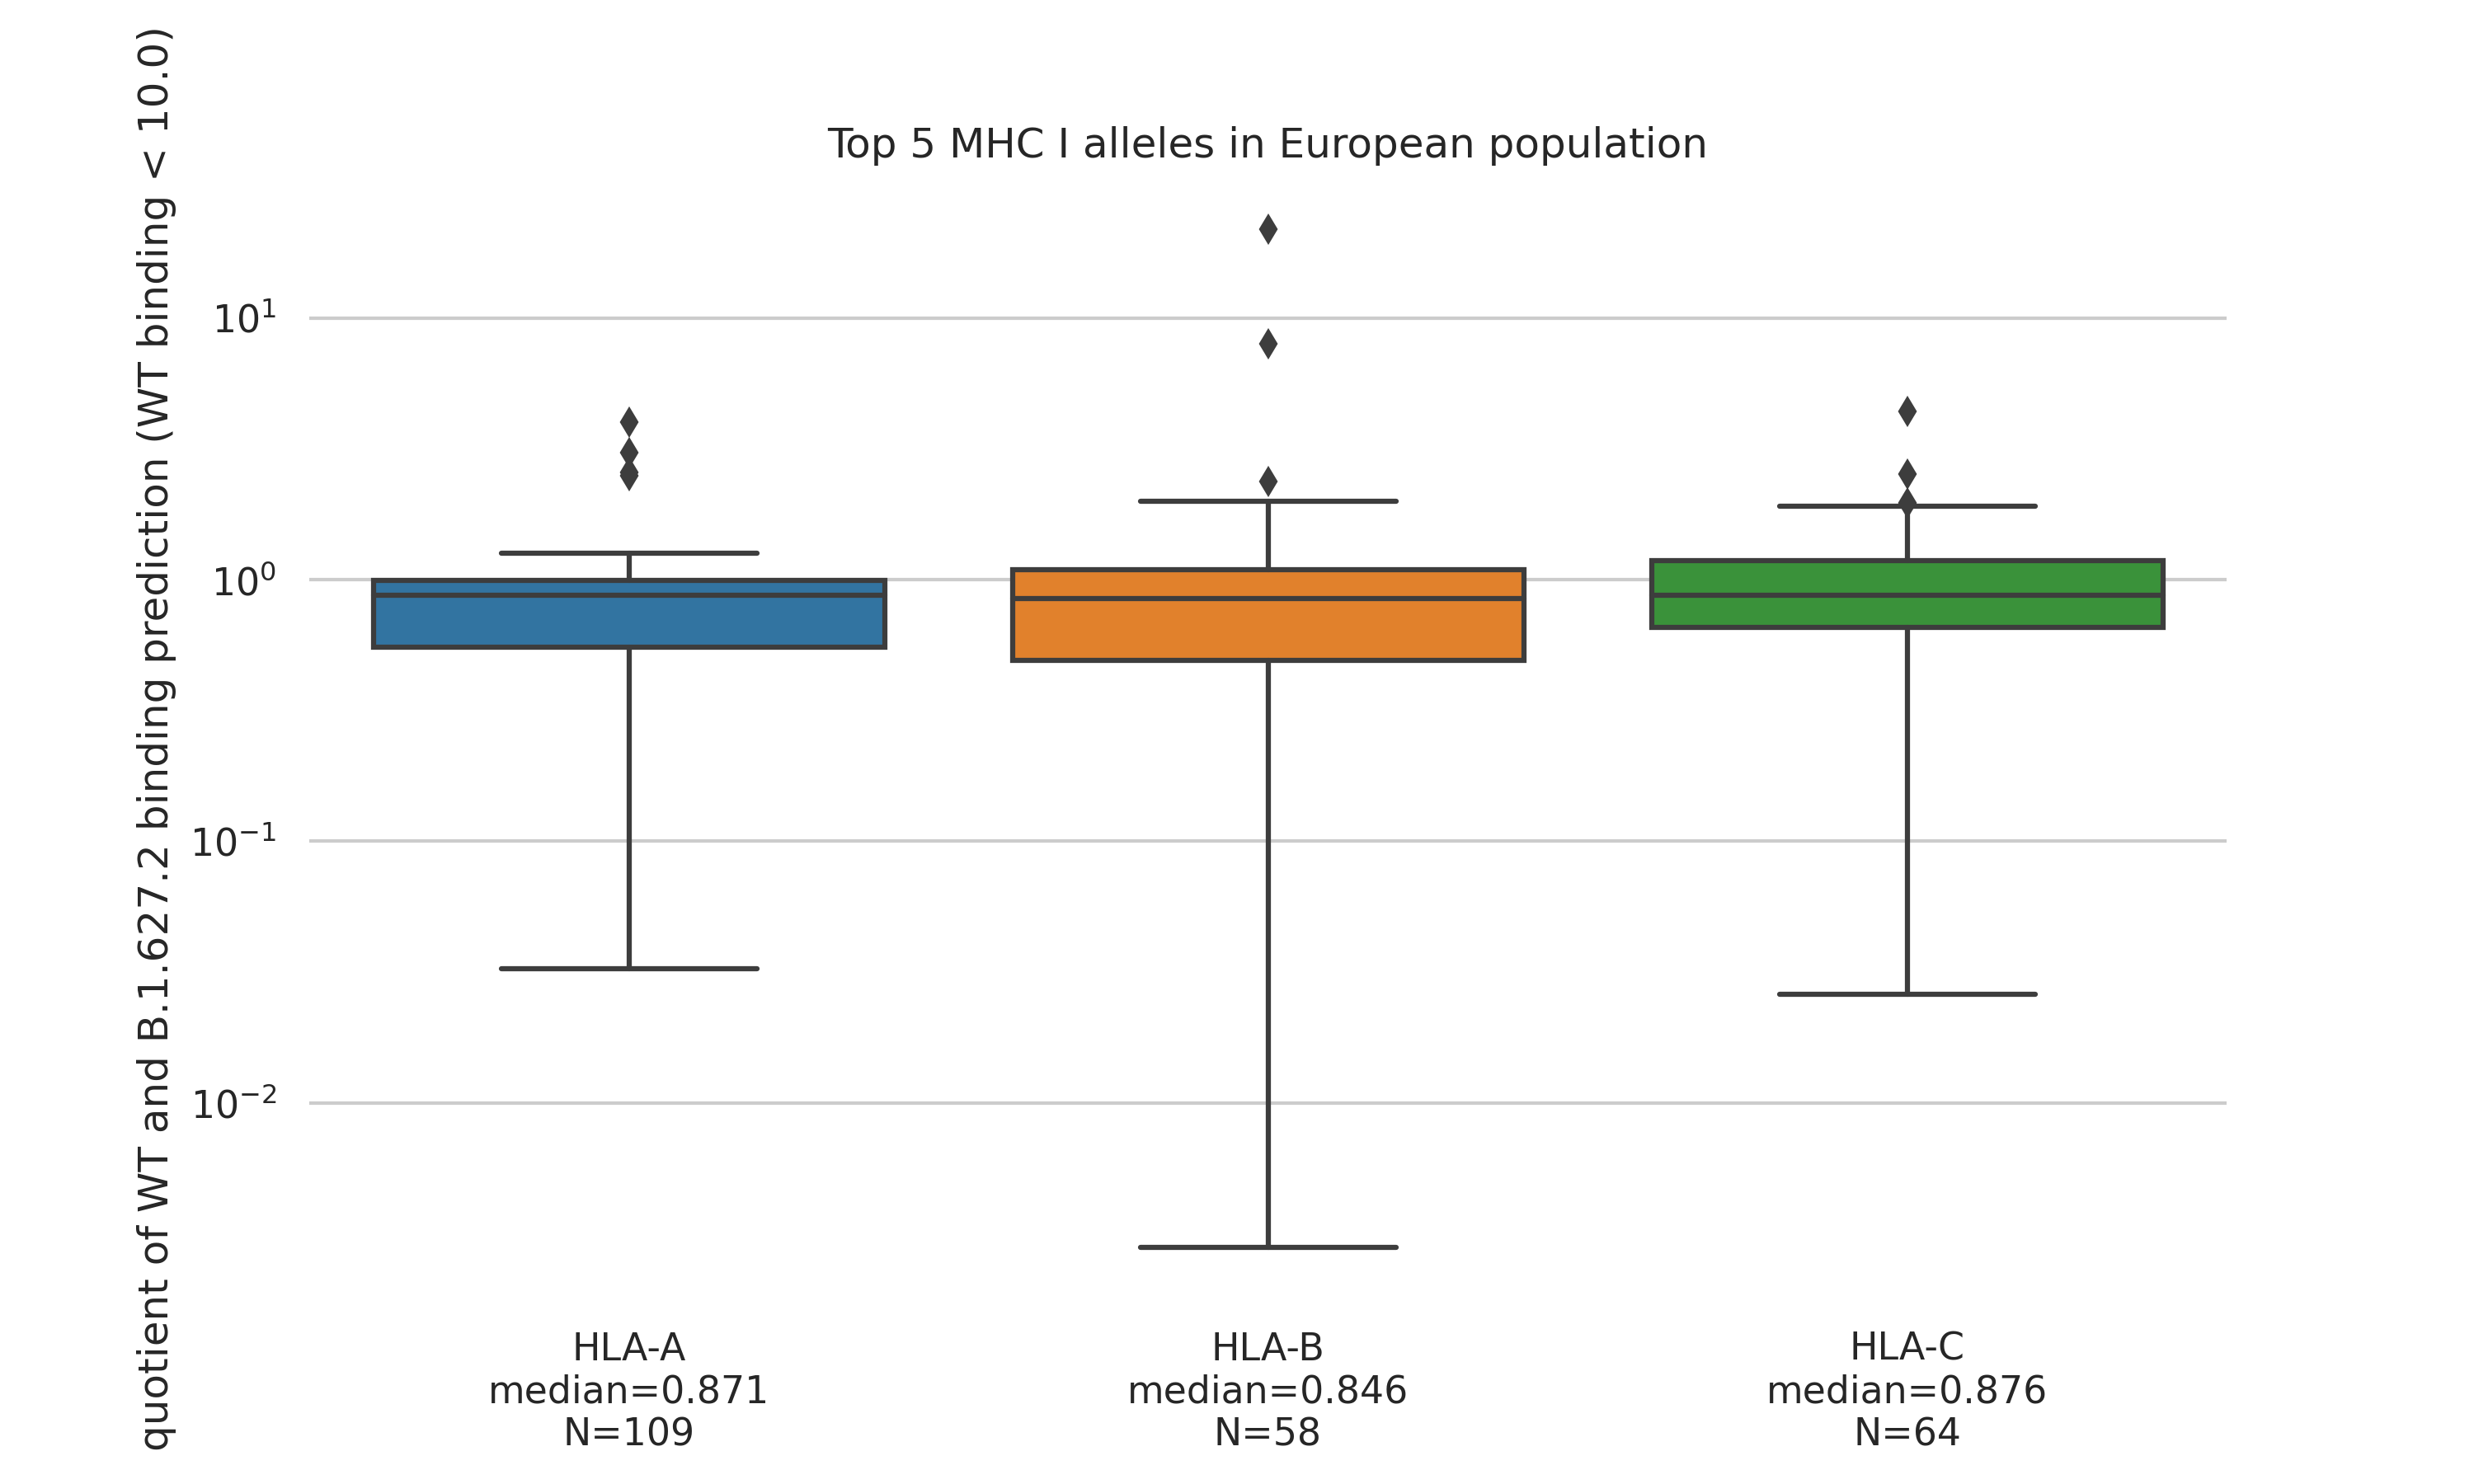 Top 5 MHC I alleles in European population
quotient of WT and B.1.627.2 binding prediction (WT binding < 10.0)
10¹
10⁰
10⁻¹
10⁻²
HLA-A
median=0.871
N=109
HLA-B
median=0.846
N=58
HLA-C
median=0.876
N=64